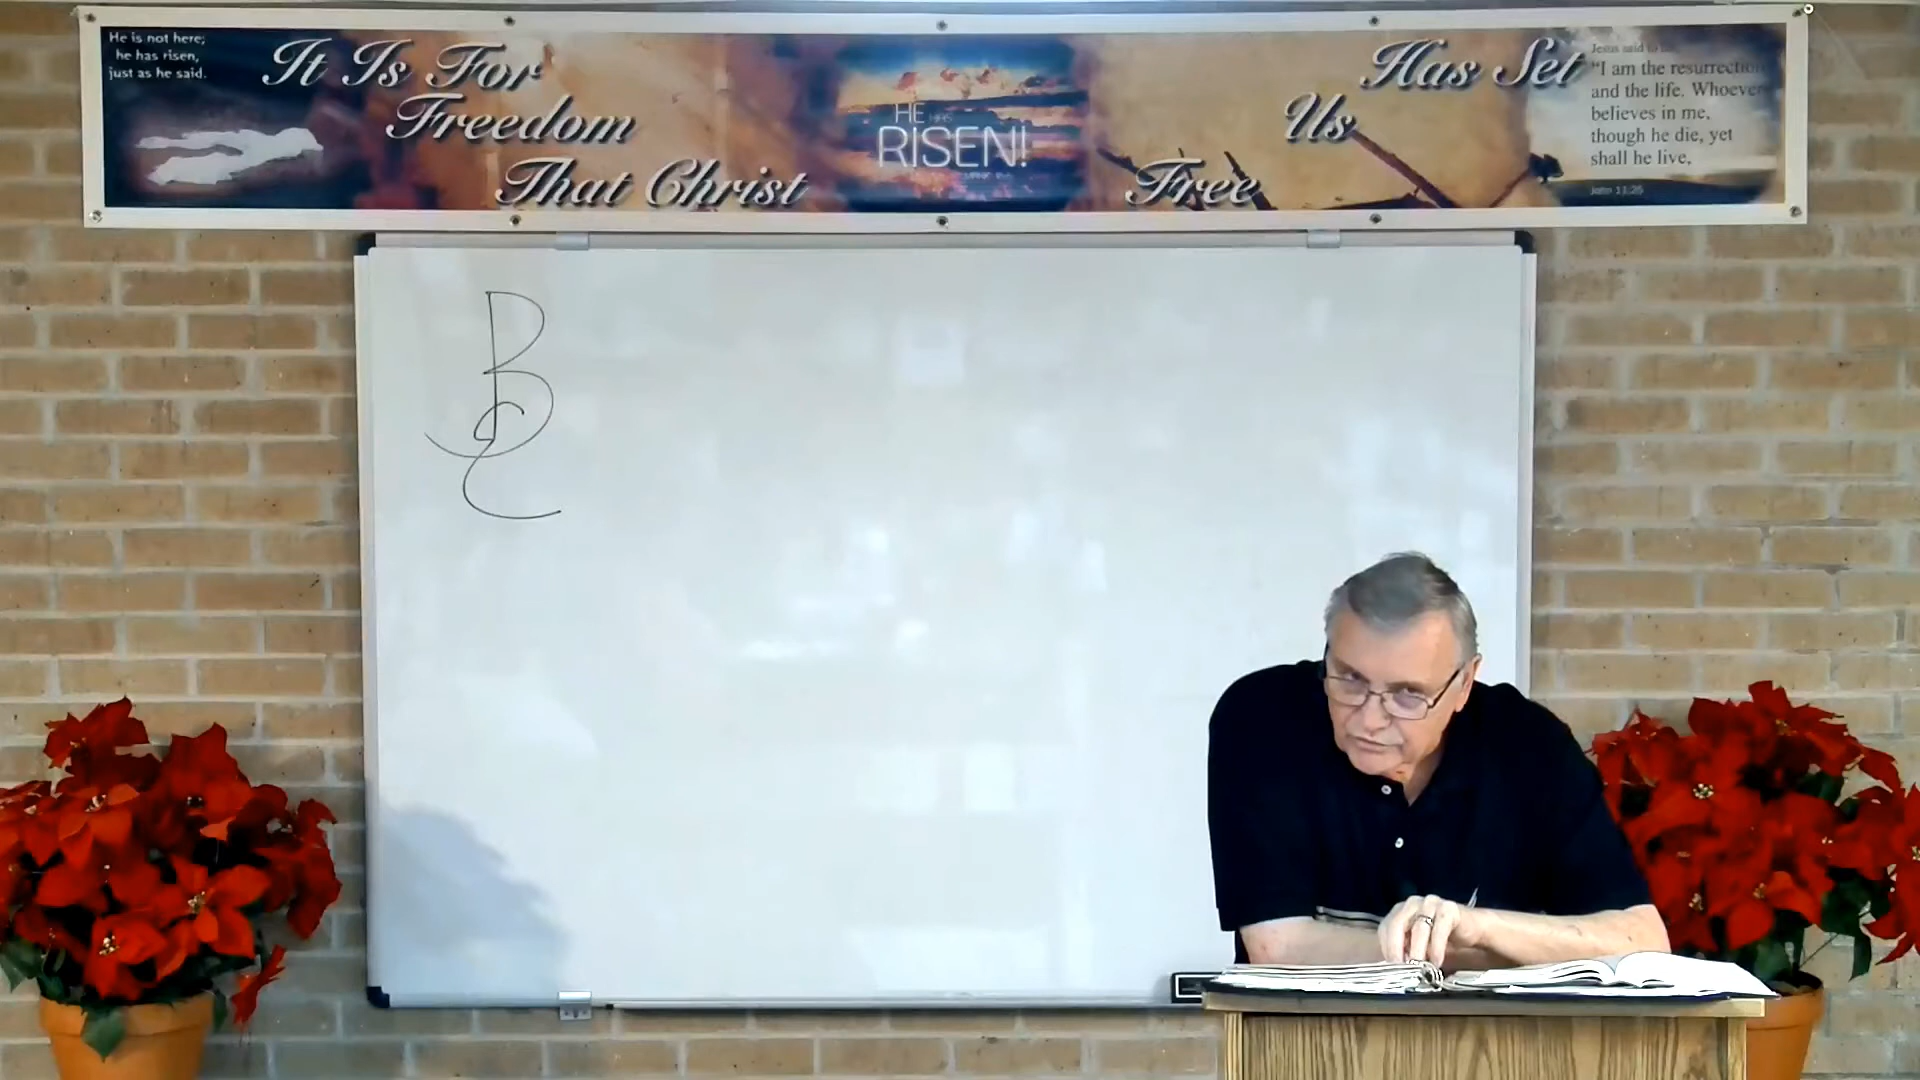 He is not here;
he has risen,
just as he said.
It Is For
Freedom
That Christ
HE HAS
RISEN!
Has Set
Us
Free
Jesus said to
"I am the resurrection
and the life. Whoever
believes in me,
though he die, yet
shall he live,
John 11:25
B
C